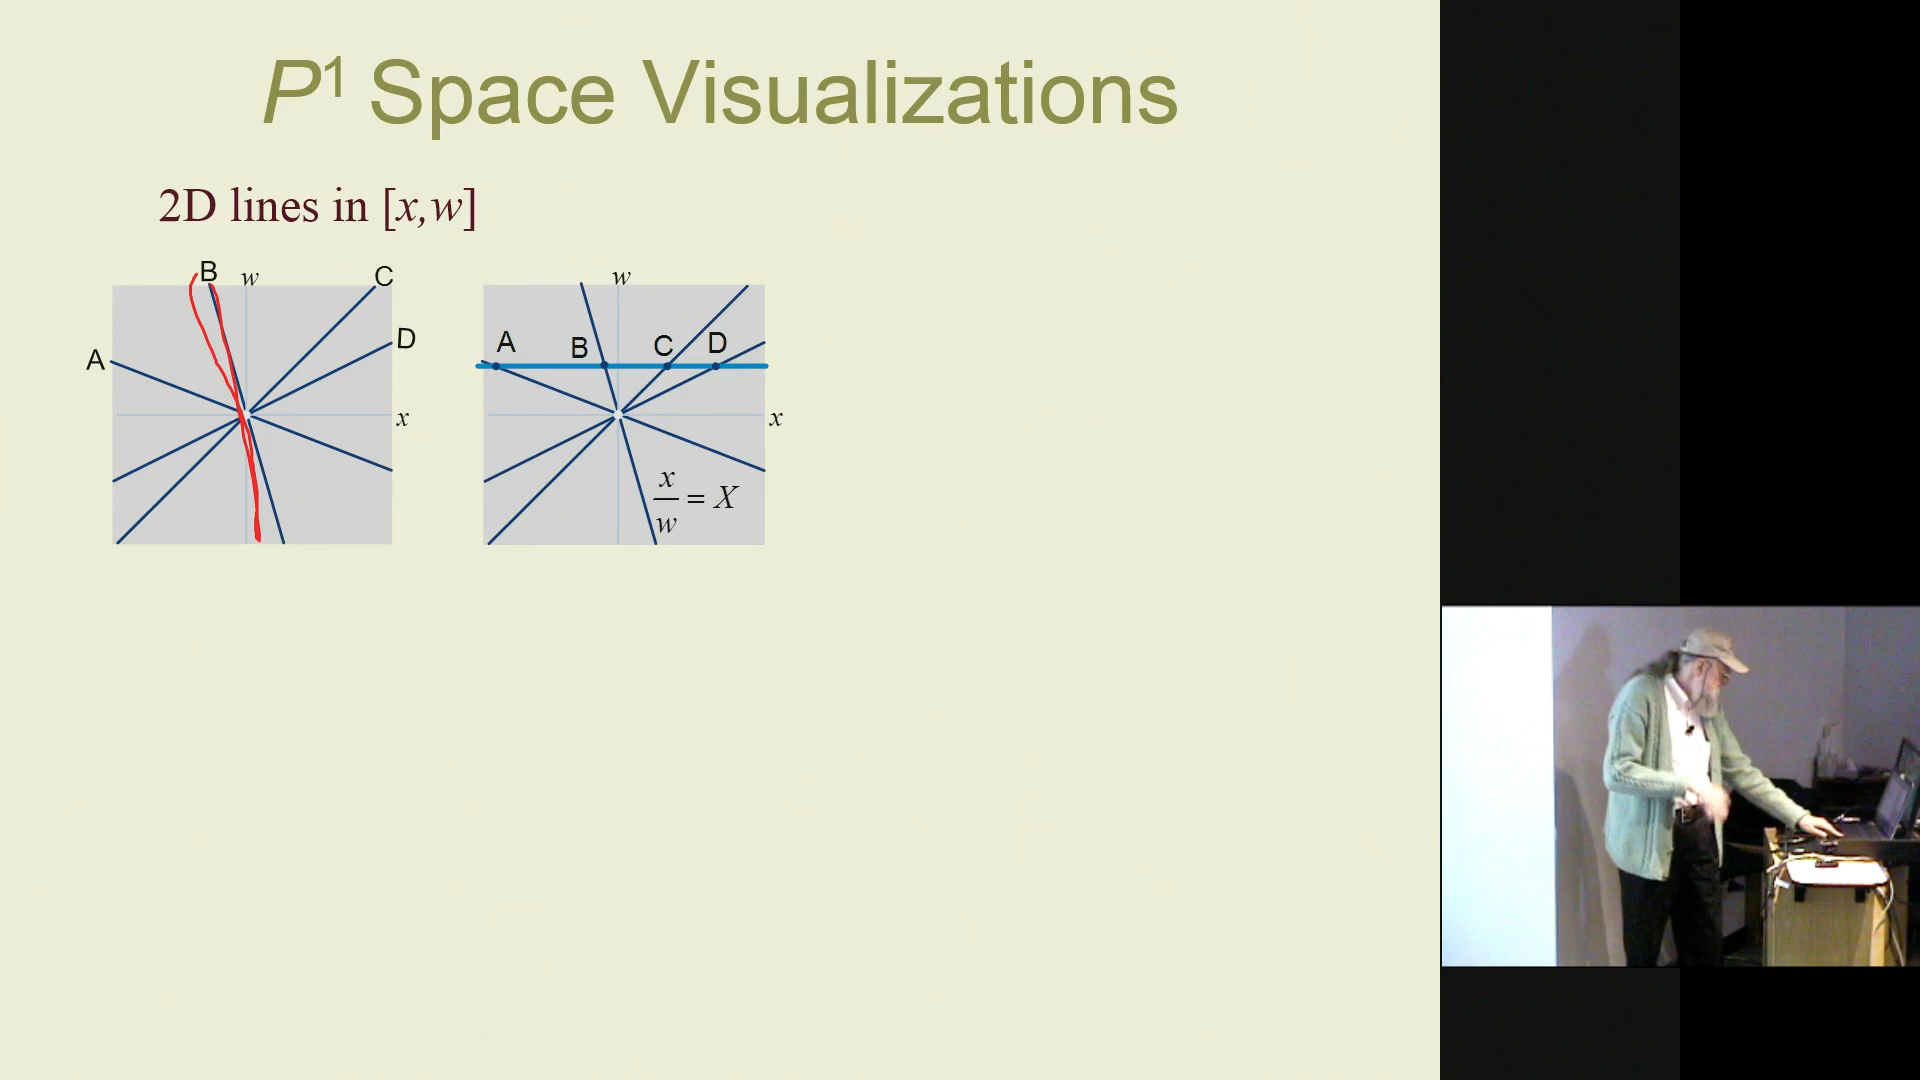 P¹ Space Visualizations
2D lines in [x,w]
B w C
D
A
x
w
A B C D
x
x/w = X